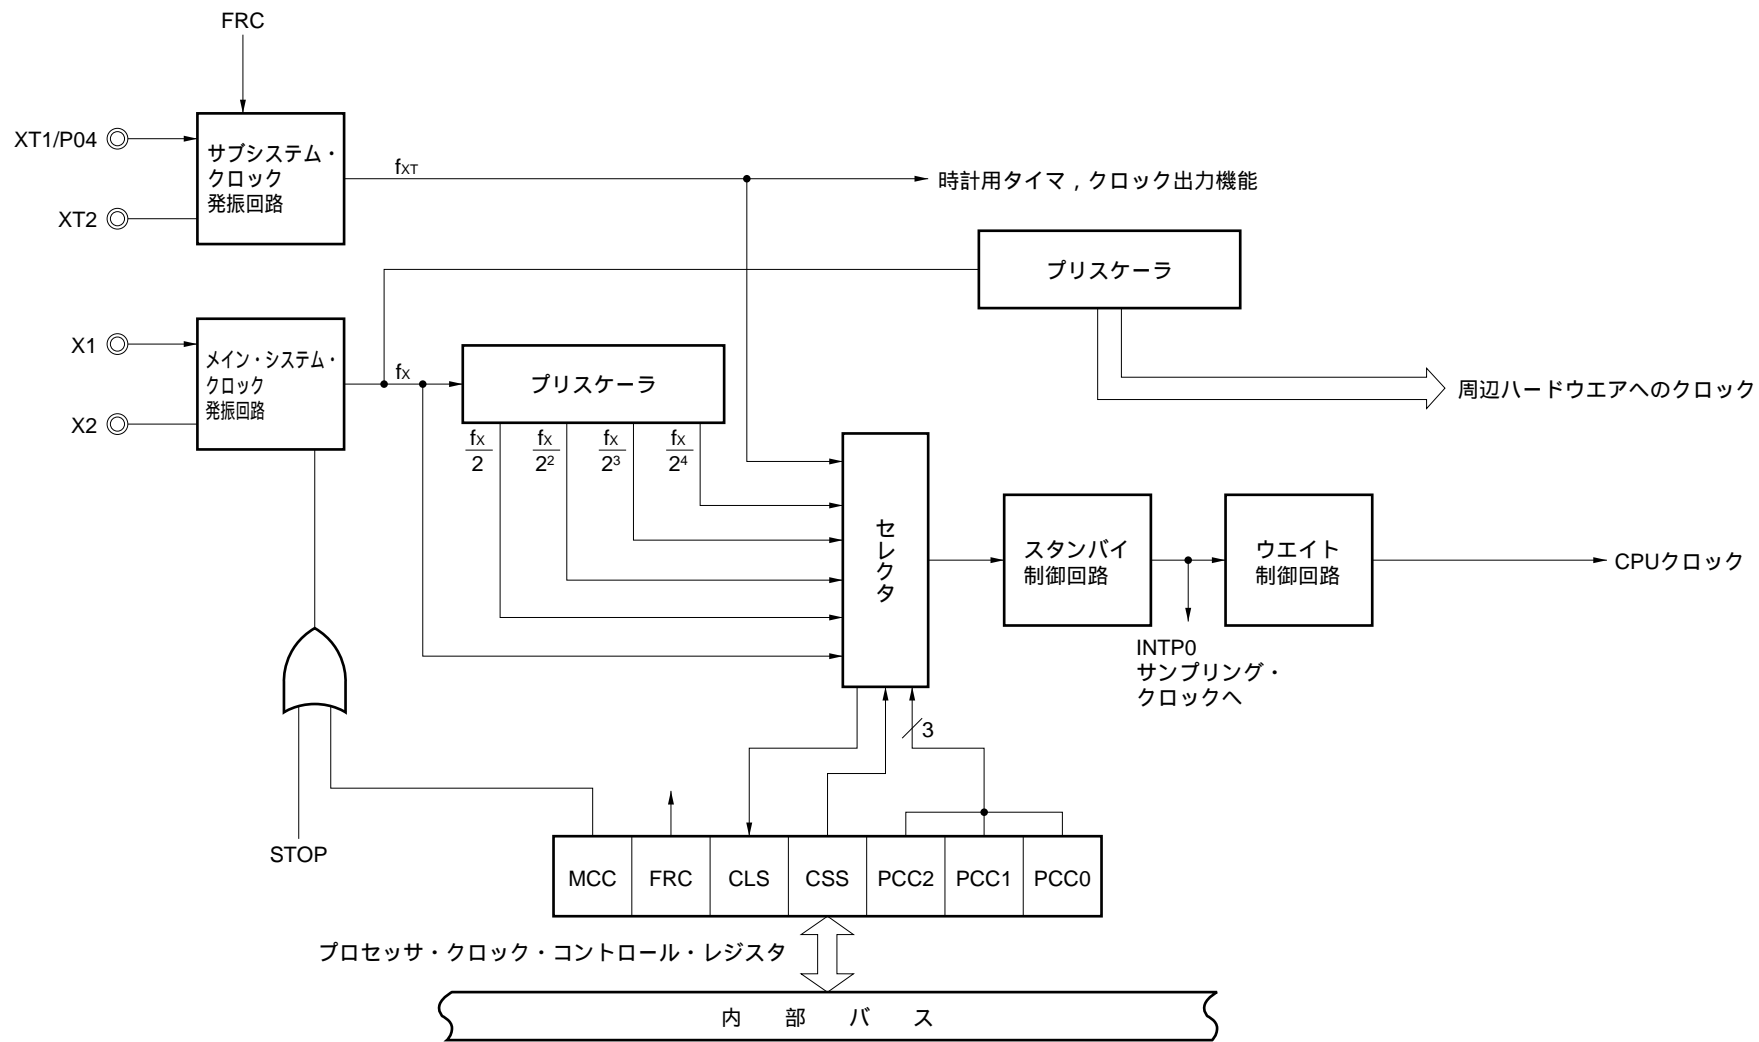 FRC
XT1/P04
サブシステム・
クロック
発振回路
fXT
時計用タイマ，クロック出力機能
XT2
プリスケーラ
X1
メイン・システム・
クロック
発振回路
fX
プリスケーラ
周辺ハードウエアへのクロック
X2
fX/2
fX/2²
fX/2³
fX/2⁴
セレクタ
スタンバイ
制御回路
ウエイト
制御回路
CPUクロック
INTP0
サンプリング・
クロックへ
3
STOP
MCC FRC CLS CSS PCC2 PCC1 PCC0
プロセッサ・クロック・コントロール・レジスタ
内部バス